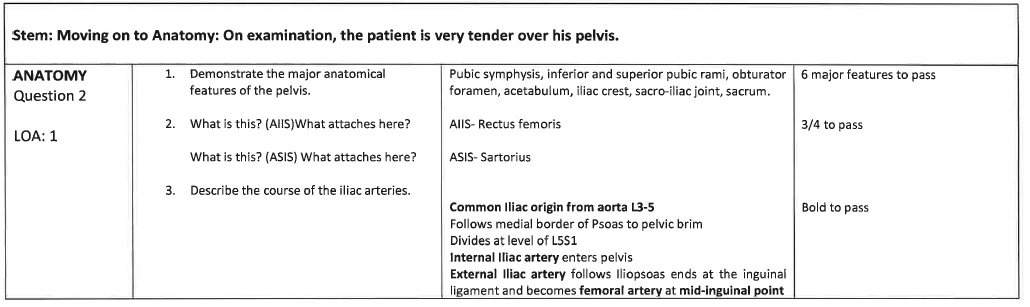 Stem: Moving on to Anatomy: On examination, the patient is very tender over his pelvis.
ANATOMY
Question 2
LOA: 1
1. Demonstrate the major anatomical
features of the pelvis.
2. What is this? (AIIS)What attaches here?
What is this? (ASIS) What attaches here?
3. Describe the course of the iliac arteries.
Pubic symphysis, inferior and superior pubic rami, obturator
foramen, acetabulum, iliac crest, sacro-iliac joint, sacrum.
AIIS- Rectus femoris
ASIS- Sartorius
Common Iliac origin from aorta L3-5
Follows medial border of Psoas to pelvic brim
Divides at level of L5S1
Internal Iliac artery enters pelvis
External Iliac artery follows Iliopsoas ends at the inguinal
ligament and becomes femoral artery at mid-inguinal point
6 major features to pass
3/4 to pass
Bold to pass